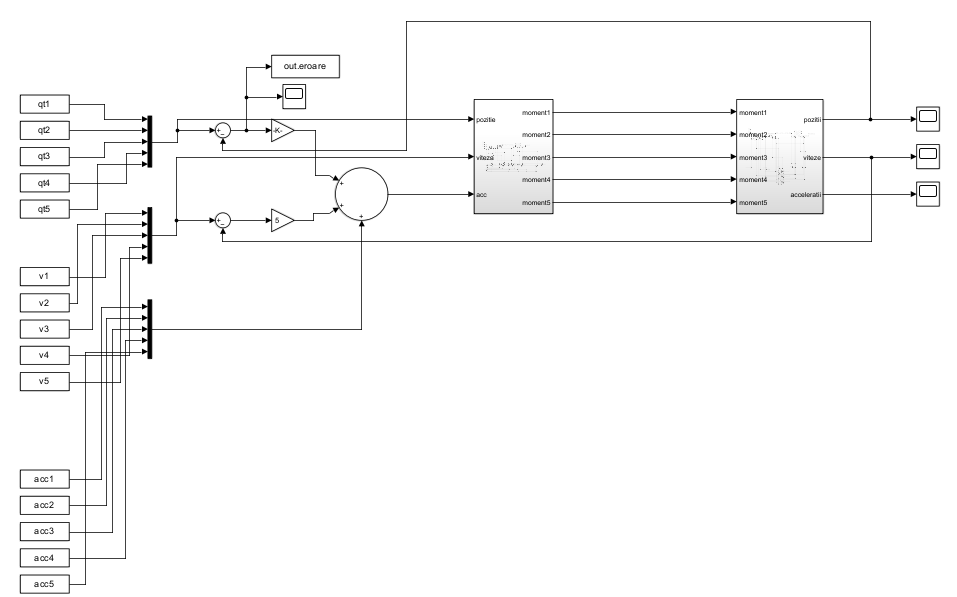 out.eroare
qt1
qt2
qt3
qt4
qt5
-K-
5
v1
v2
v3
v4
v5
acc1
acc2
acc3
acc4
acc5
pozitie
viteze
acc
moment1
moment2
moment3
moment4
moment5
moment1
moment2
moment3
moment4
moment5
pozitii
viteze
acceleratii